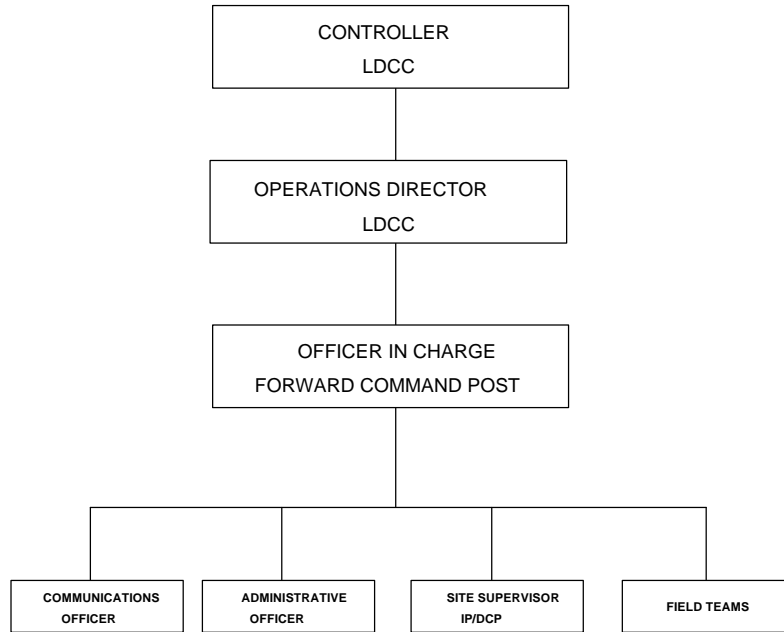 CONTROLLER
LDCC
OPERATIONS DIRECTOR
LDCC
OFFICER IN CHARGE
FORWARD COMMAND POST
COMMUNICATIONS
OFFICER
ADMINISTRATIVE
OFFICER
SITE SUPERVISOR
IP/DCP
FIELD TEAMS